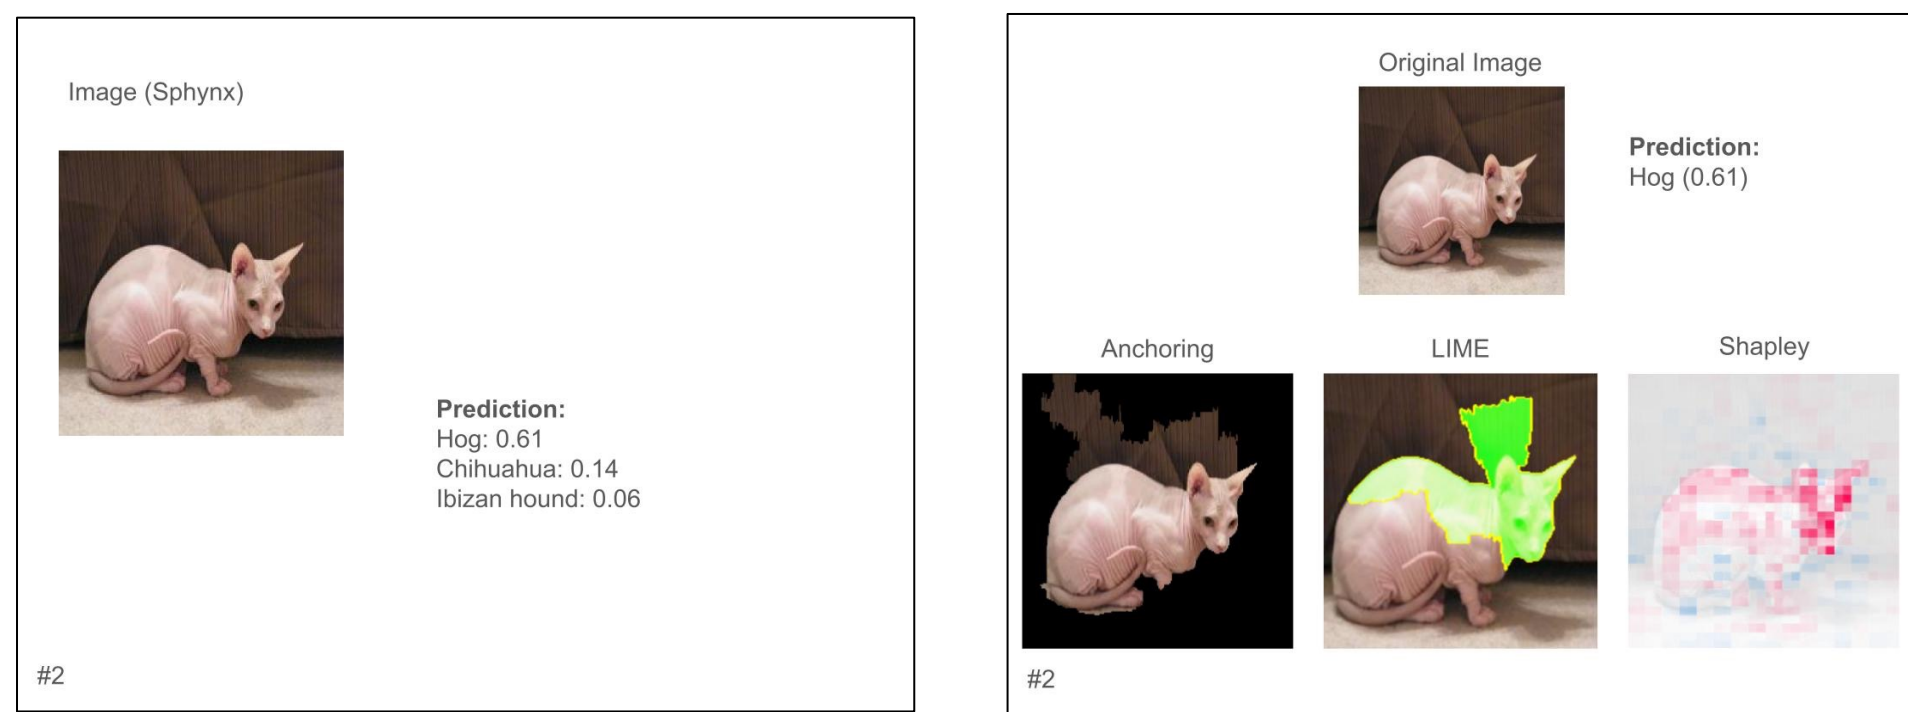 Image (Sphynx)
Prediction:
Hog: 0.61
Chihuahua: 0.14
Ibizan hound: 0.06
#2
Original Image
Prediction:
Hog (0.61)
Anchoring
LIME
Shapley
#2